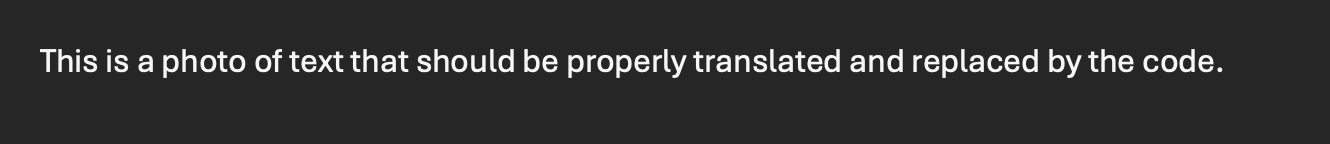 This is a photo of text that should be properly translated and replaced by the code.